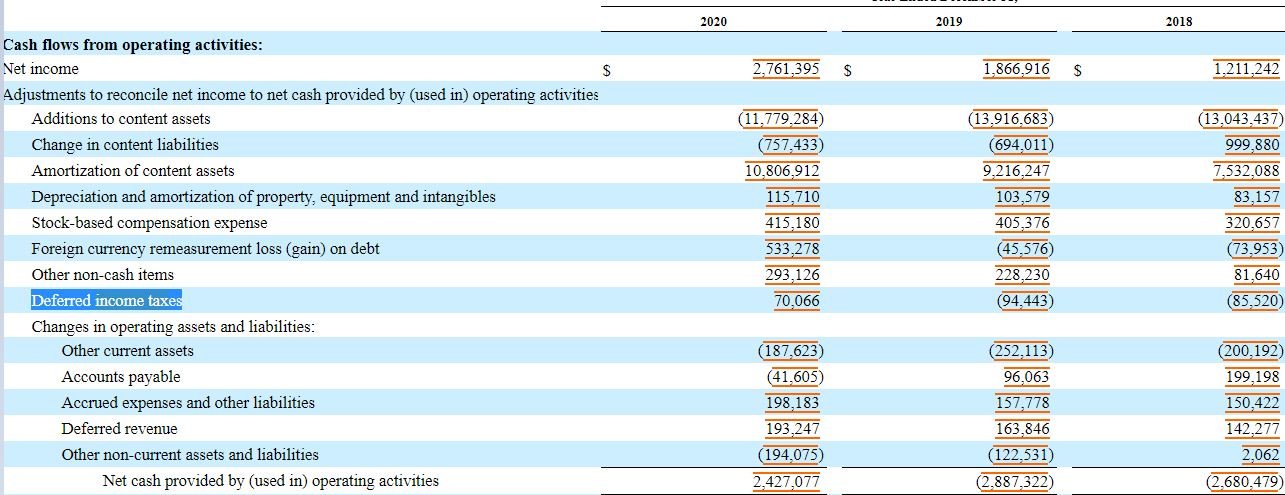 2020 2019 2018
Cash flows from operating activities:
Net income $ 2,761,395 $ 1,866,916 $ 1,211,242
Adjustments to reconcile net income to net cash provided by (used in) operating activities
Additions to content assets (11,779,284) (13,916,683) (13,043,437)
Change in content liabilities (757,433) (694,011) 999,880
Amortization of content assets 10,806,912 9,216,247 7,532,088
Depreciation and amortization of property, equipment and intangibles 115,710 103,579 83,157
Stock-based compensation expense 415,180 405,376 320,657
Foreign currency remeasurement loss (gain) on debt 533,278 (45,576) (73,953)
Other non-cash items 293,126 228,230 81,640
Deferred income taxes 70,066 (94,443) (85,520)
Changes in operating assets and liabilities:
Other current assets (187,623) (252,113) (200,192)
Accounts payable (41,605) 96,063 199,198
Accrued expenses and other liabilities 198,183 157,778 150,422
Deferred revenue 193,247 163,846 142,277
Other non-current assets and liabilities (194,075) (122,531) 2,062
Net cash provided by (used in) operating activities 2,427,077 (2,887,322) (2,680,479)